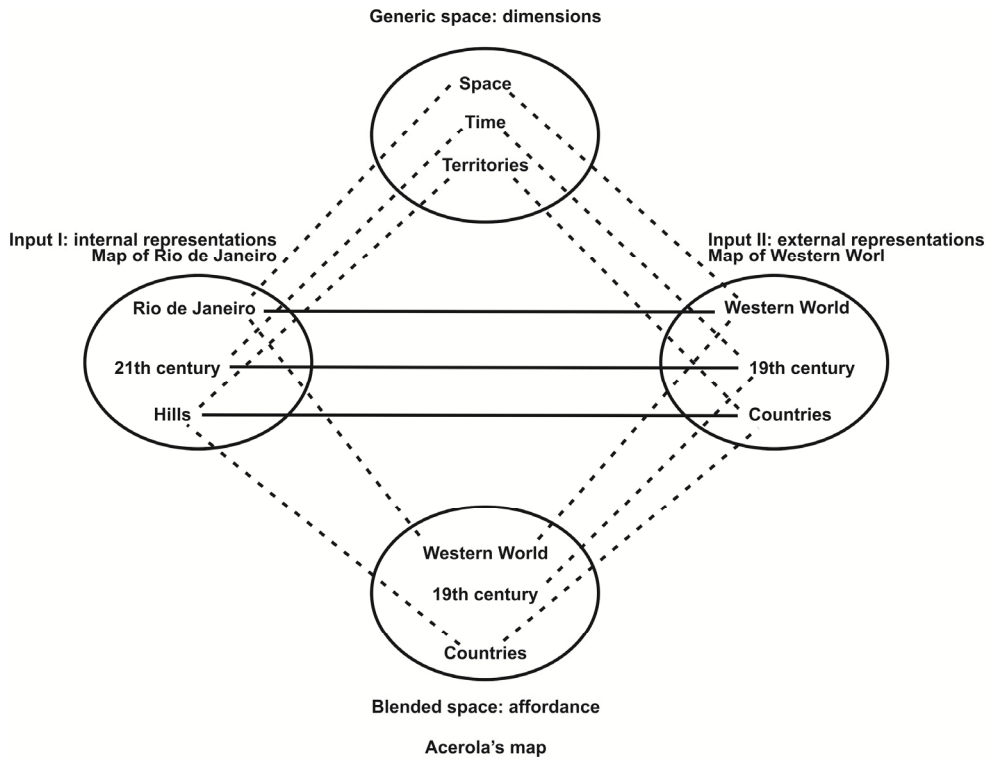 Generic space: dimensions
Space
Time
Territories
Input I: internal representations
Map of Rio de Janeiro
Input II: external representations
Map of Western Worl
Rio de Janeiro
Western World
21th century
19th century
Hills
Countries
Western World
19th century
Countries
Blended space: affordance
Acerola's map